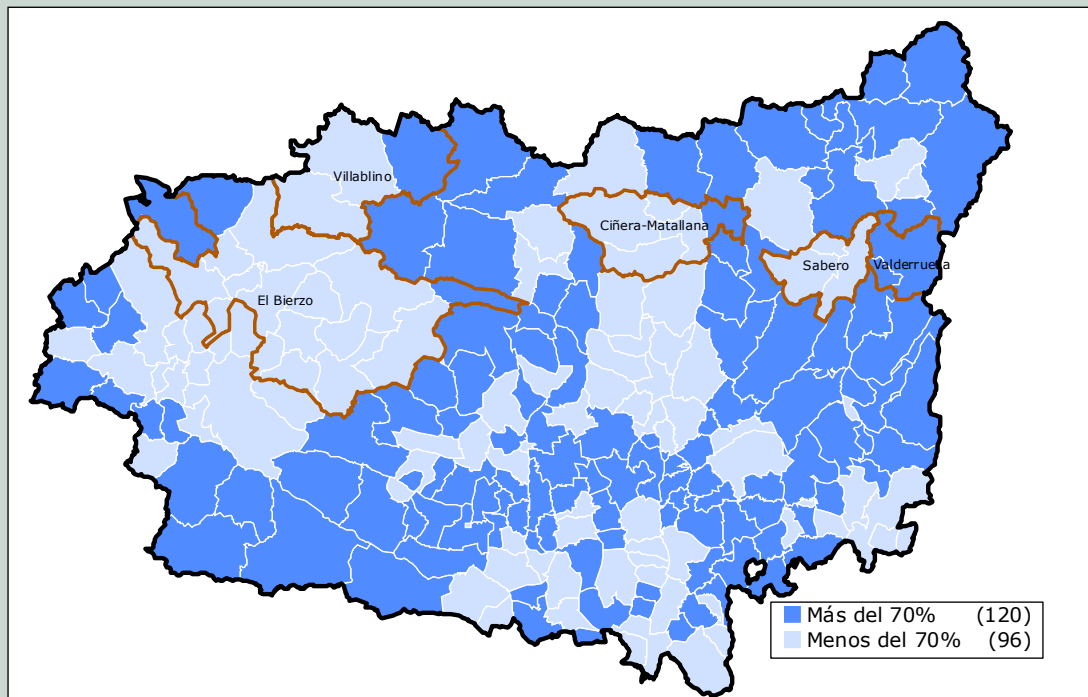 Villablino
Ciñera-Matallana
Sabero
Valderrueda
El Bierzo
Más del 70% (120)
Menos del 70% (96)